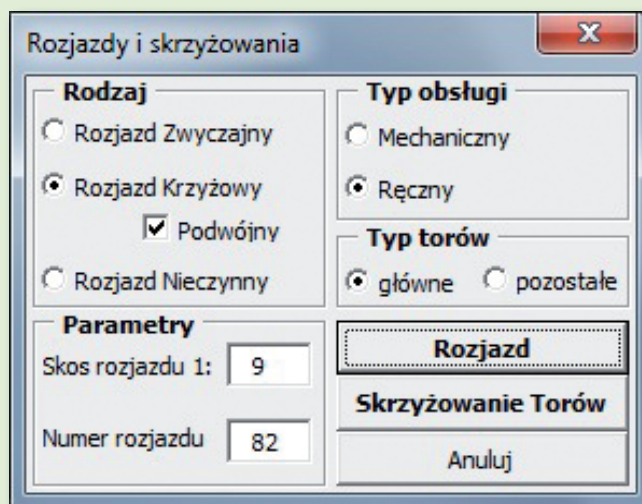 Rozjazdy i skrzyżowania
Rodzaj
Rozjazd Zwyczajny
Rozjazd Krzyżowy
Podwójny
Rozjazd Nieczynny
Typ obsługi
Mechaniczny
Ręczny
Typ torów
główne pozostałe
Parametry
Skos rozjazdu 1: 9
Numer rozjazdu 82
Rozjazd
Skrzyżowanie Torów
Anuluj